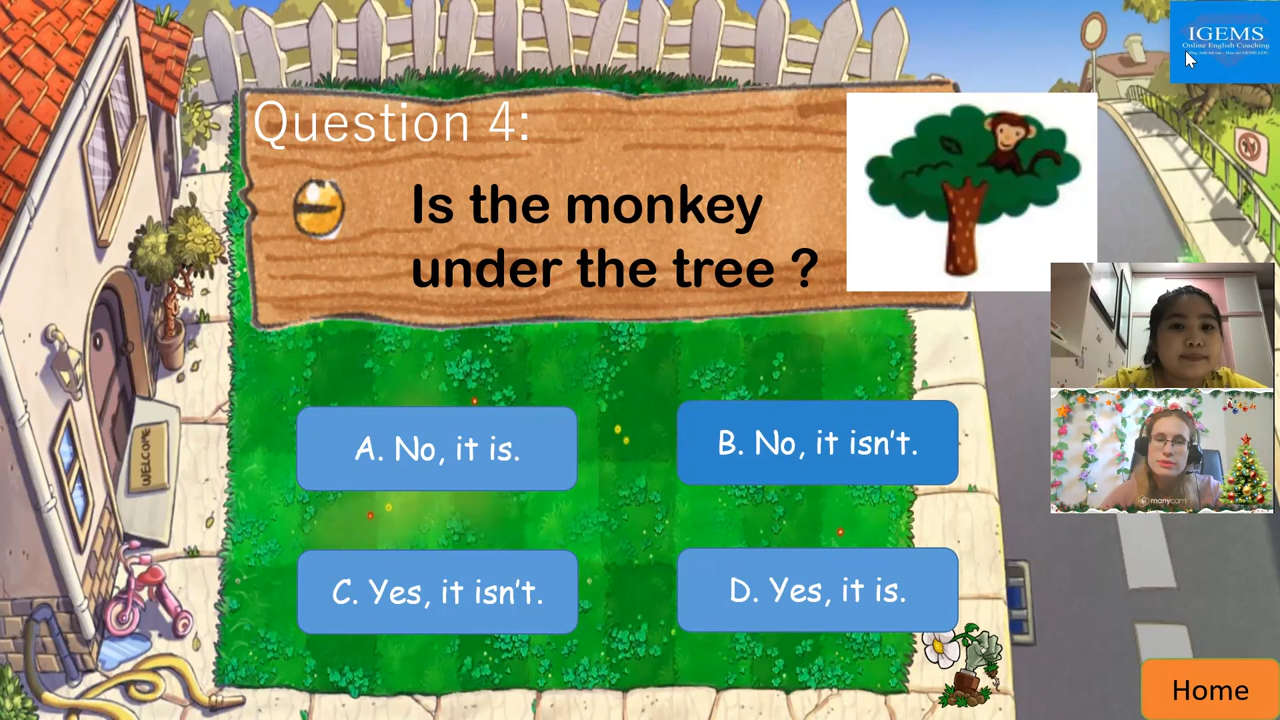 IGEMS
Online English Coaching
Question 4:
Is the monkey
under the tree ?
A. No, it is.
B. No, it isn't.
C. Yes, it isn't.
D. Yes, it is.
WELCOME
manycam
Home